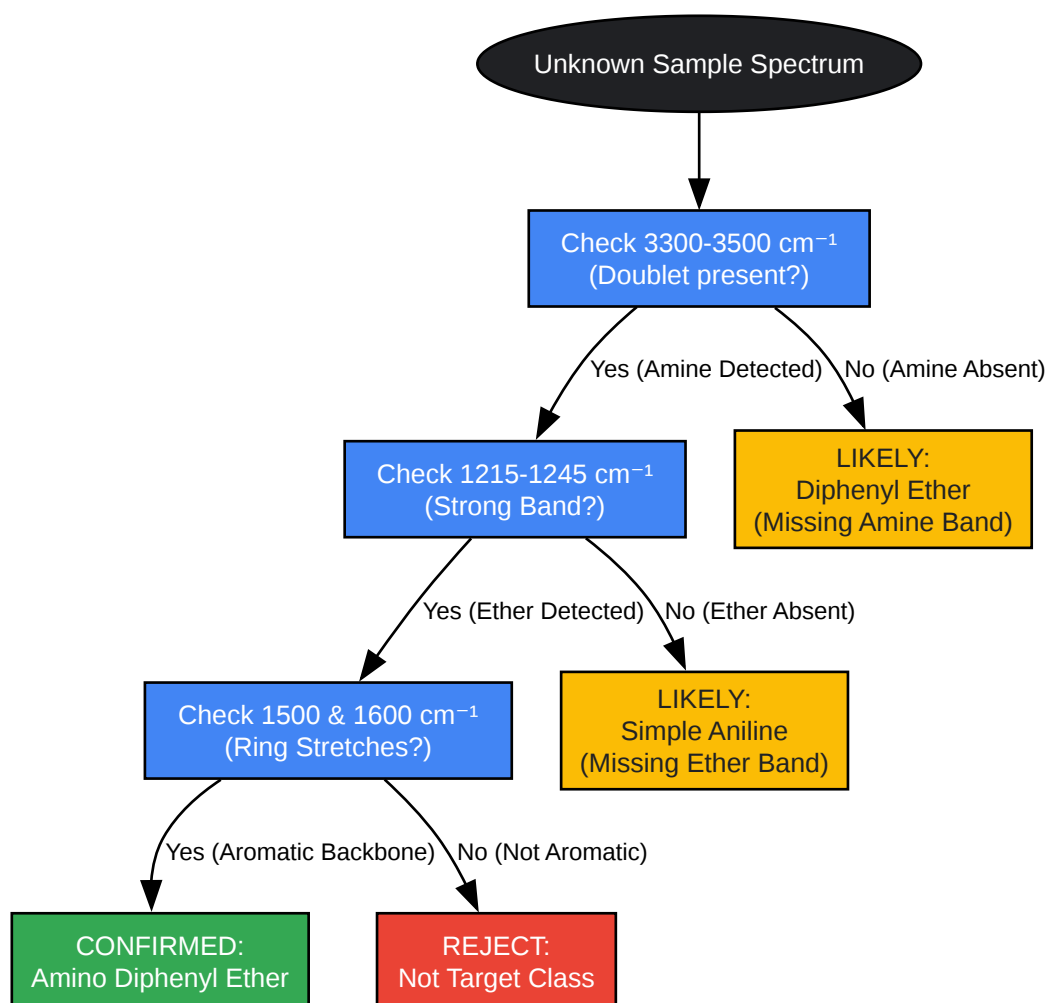 Unknown Sample Spectrum
Check 3300-3500 cm⁻¹
(Doublet present?)
Yes (Amine Detected)
No (Amine Absent)
Check 1215-1245 cm⁻¹
(Strong Band?)
LIKELY:
Diphenyl Ether
(Missing Amine Band)
Yes (Ether Detected)
No (Ether Absent)
Check 1500 & 1600 cm⁻¹
(Ring Stretches?)
LIKELY:
Simple Aniline
(Missing Ether Band)
Yes (Aromatic Backbone)
No (Not Aromatic)
CONFIRMED:
Amino Diphenyl Ether
REJECT:
Not Target Class